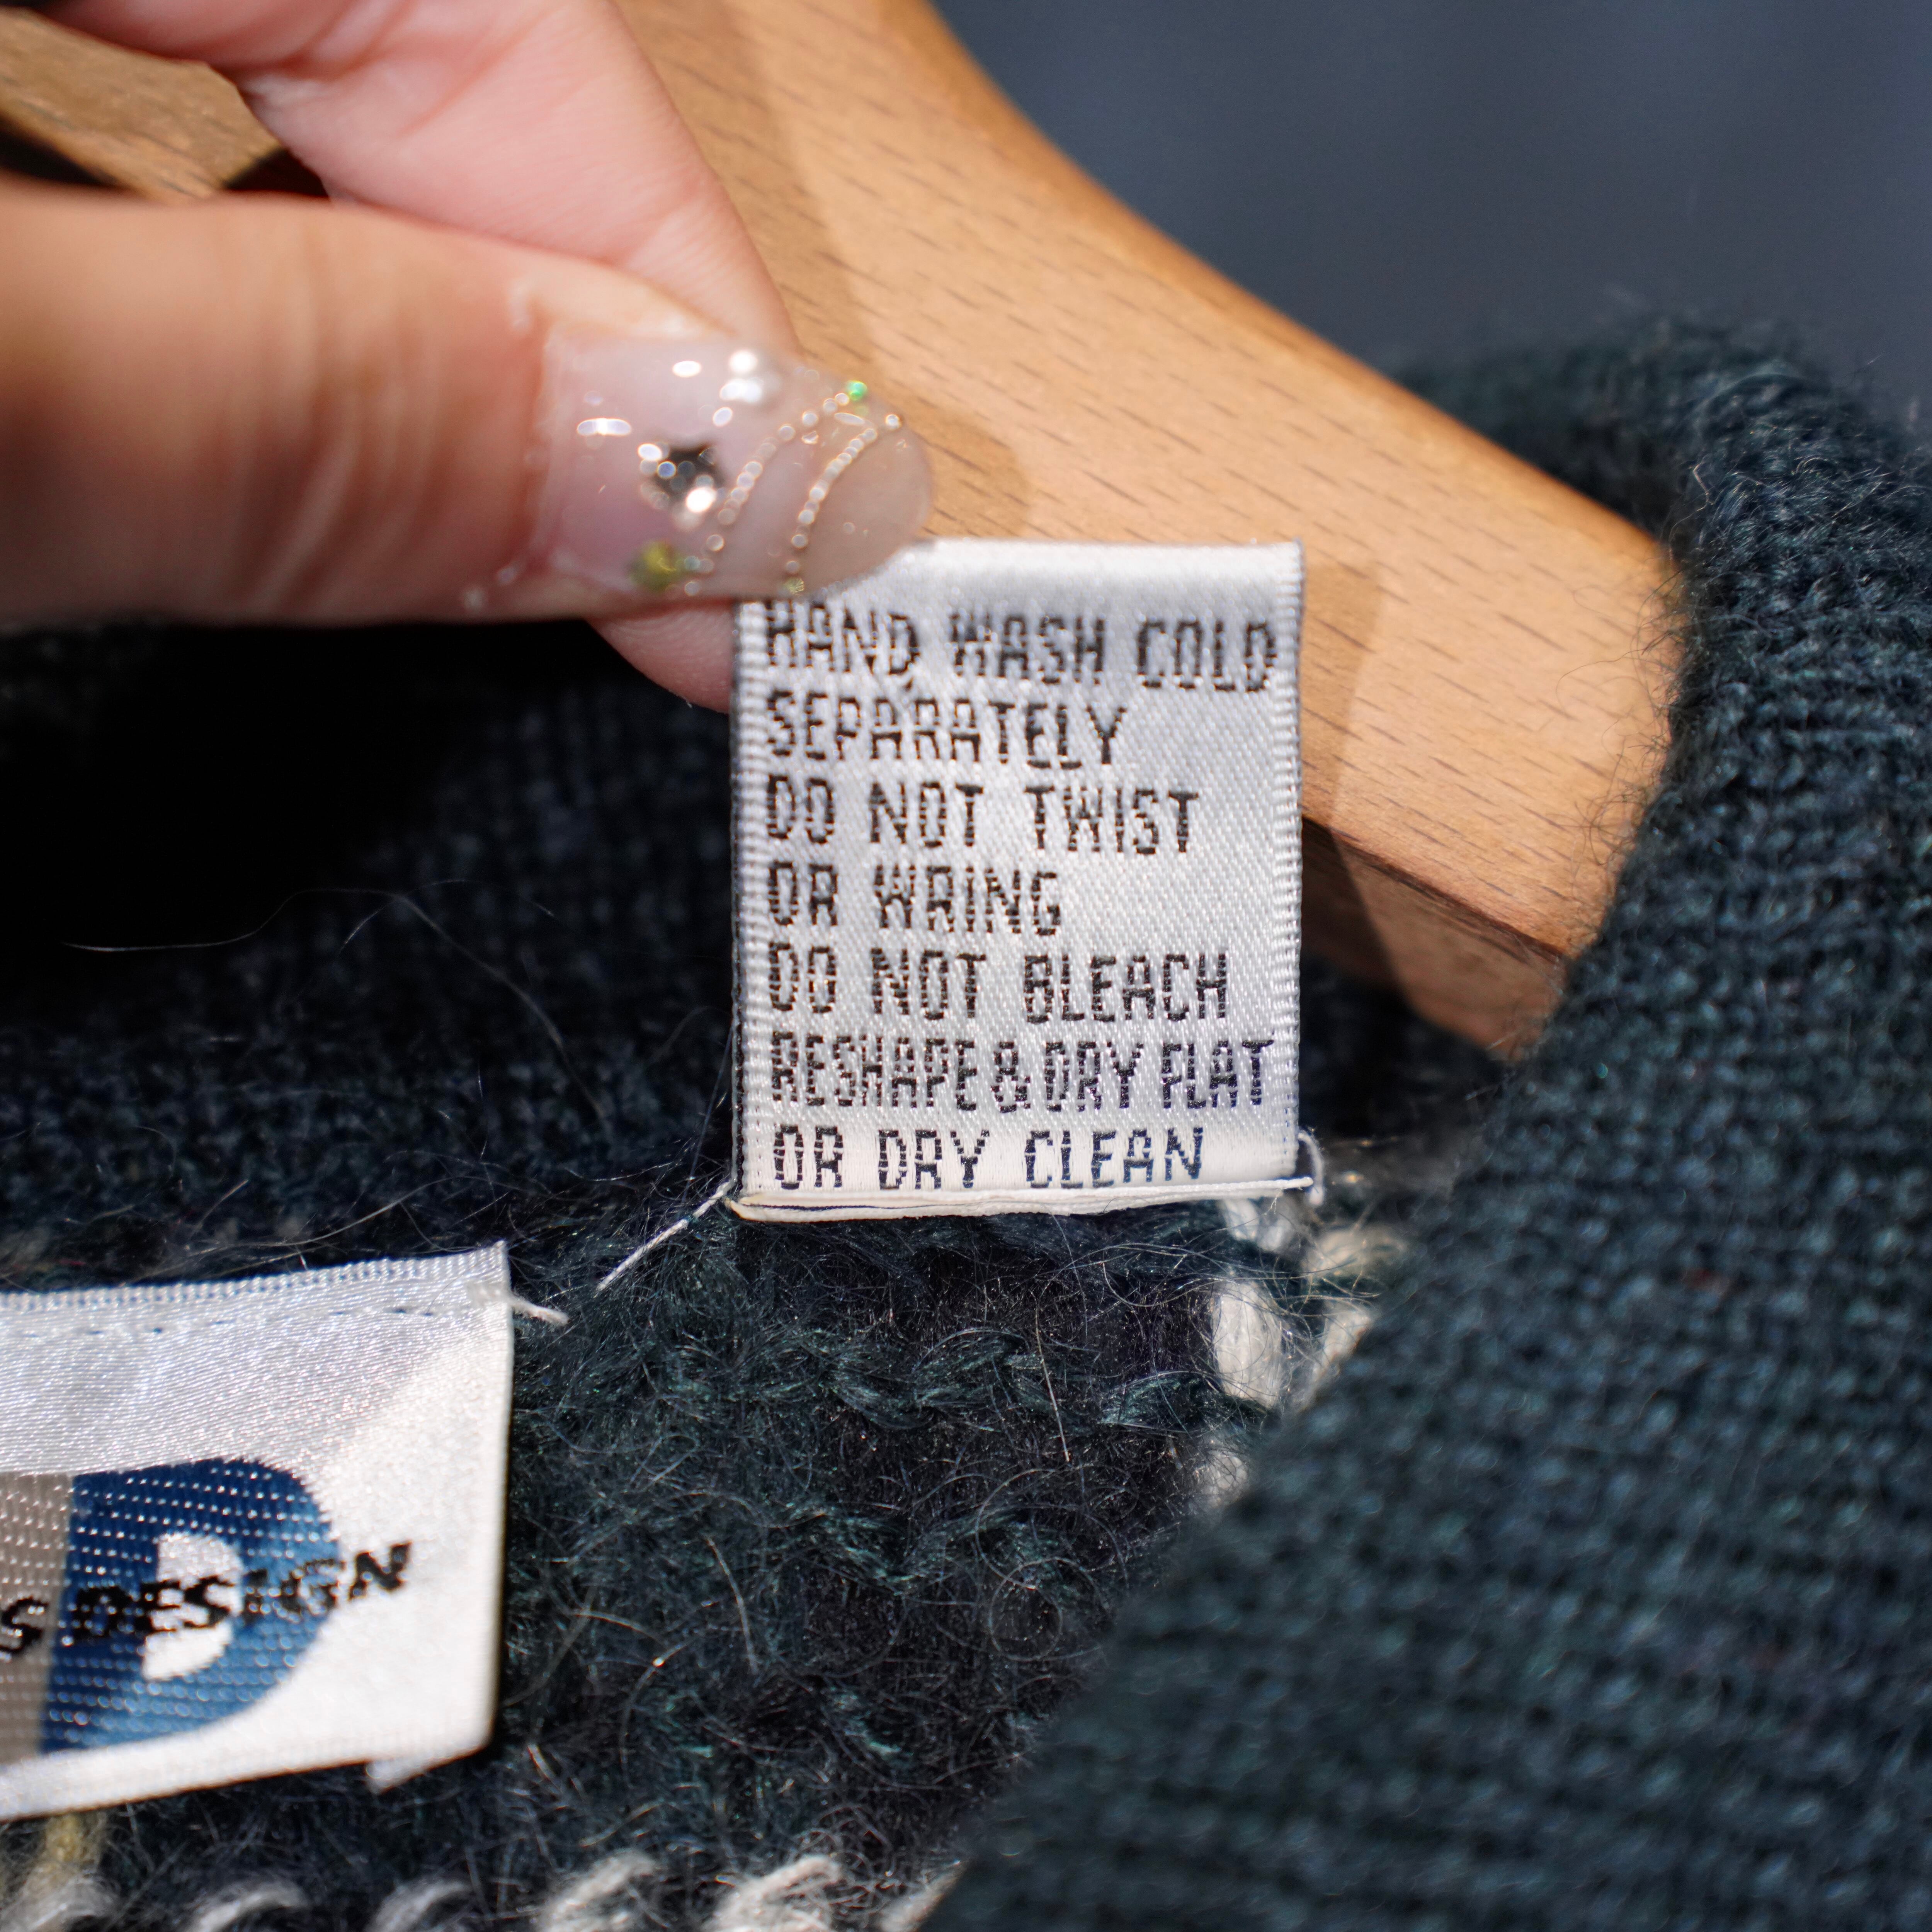 HAND WASH COLD
SEPARATELY
DO NOT TWIST
OR WRING
DO NOT BLEACH
RESHAPE & DRY FLAT
OR DRY CLEAN
S DESIGN